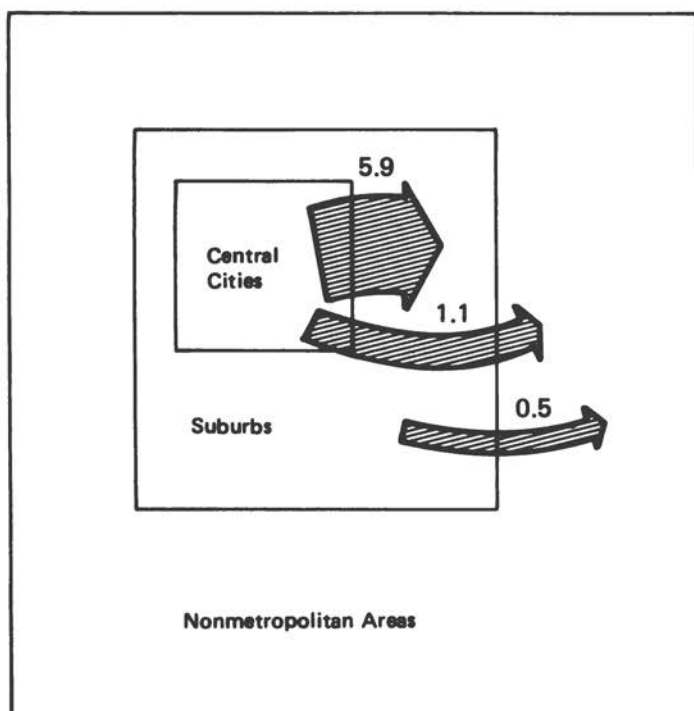 5.9
Central
Cities
1.1
0.5
Suburbs
Nonmetropolitan Areas